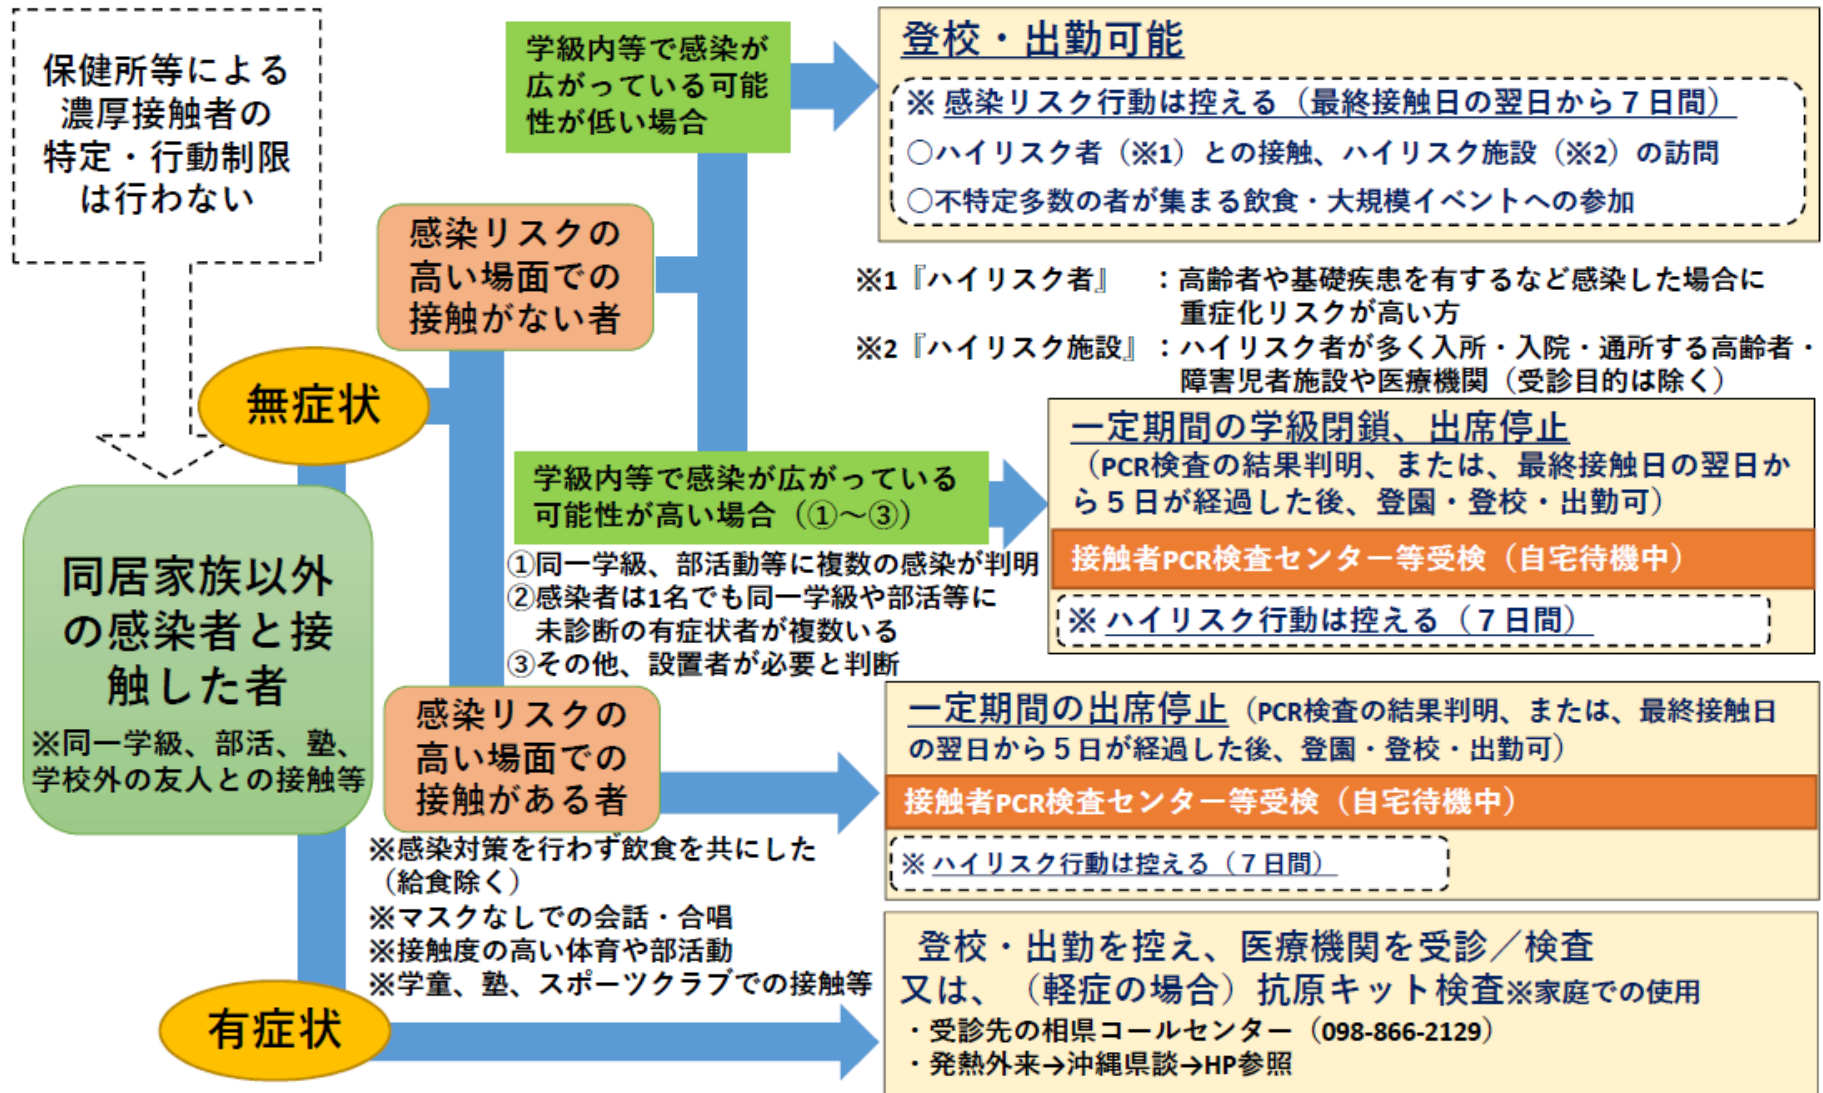 保健所等による
濃厚接触者の
特定・行動制限
は行わない
同居家族以外
の感染者と接
触した者
※同一学級、部活、塾、
学校外の友人との接触等
無症状
感染リスクの
高い場面での
接触がない者
学級内等で感染が
広がっている可能
性が低い場合
登校・出勤可能
※ 感染リスク行動は控える（最終接触日の翌日から７日間）
○ハイリスク者（※1）との接触、ハイリスク施設（※2）の訪問
○不特定多数の者が集まる飲食・大規模イベントへの参加
※1『ハイリスク者』　：高齢者や基礎疾患を有するなど感染した場合に
重症化リスクが高い方
※2『ハイリスク施設』：ハイリスク者が多く入所・入院・通所する高齢者・
障害児者施設や医療機関（受診目的は除く）
学級内等で感染が広がっている
可能性が高い場合（①～③）
①同一学級、部活動等に複数の感染が判明
②感染者は1名でも同一学級や部活等に
未診断の有症状者が複数いる
③その他、設置者が必要と判断
一定期間の学級閉鎖、出席停止
（PCR検査の結果判明、または、最終接触日の翌日か
ら５日が経過した後、登園・登校・出勤可）
接触者PCR検査センター等受検（自宅待機中）
※ ハイリスク行動は控える（７日間）
感染リスクの
高い場面での
接触がある者
※感染対策を行わず飲食を共にした
（給食除く）
※マスクなしでの会話・合唱
※接触度の高い体育や部活動
※学童、塾、スポーツクラブでの接触等
一定期間の出席停止（PCR検査の結果判明、または、最終接触日
の翌日から５日が経過した後、登園・登校・出勤可）
接触者PCR検査センター等受検（自宅待機中）
※ ハイリスク行動は控える（７日間）
有症状
登校・出勤を控え、医療機関を受診／検査
又は、（軽症の場合）抗原キット検査※家庭での使用
・受診先の相県コールセンター（098-866-2129）
・発熱外来→沖縄県談→HP参照